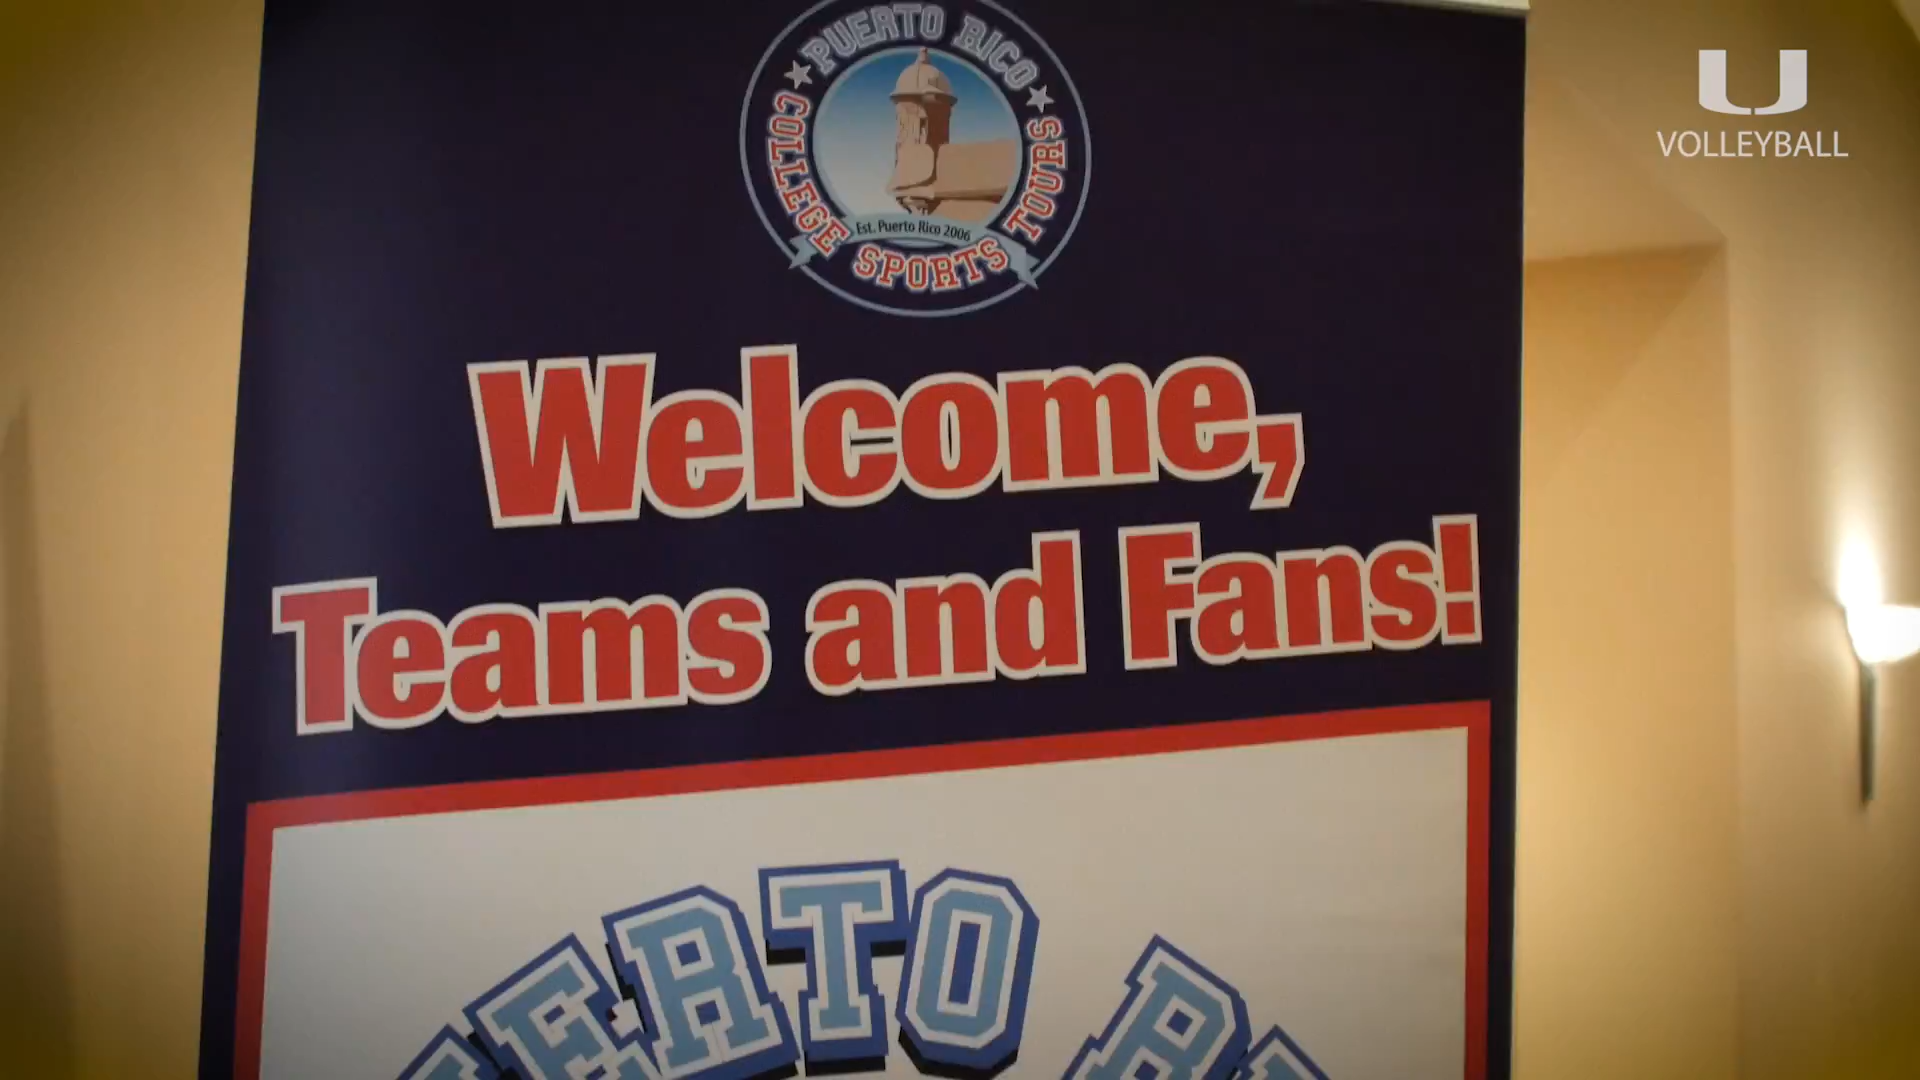 PUERTO RICO
COLLEGE SPORTS TOURS
Est. Puerto Rico 2006
U
VOLLEYBALL
Welcome,
Teams and Fans!